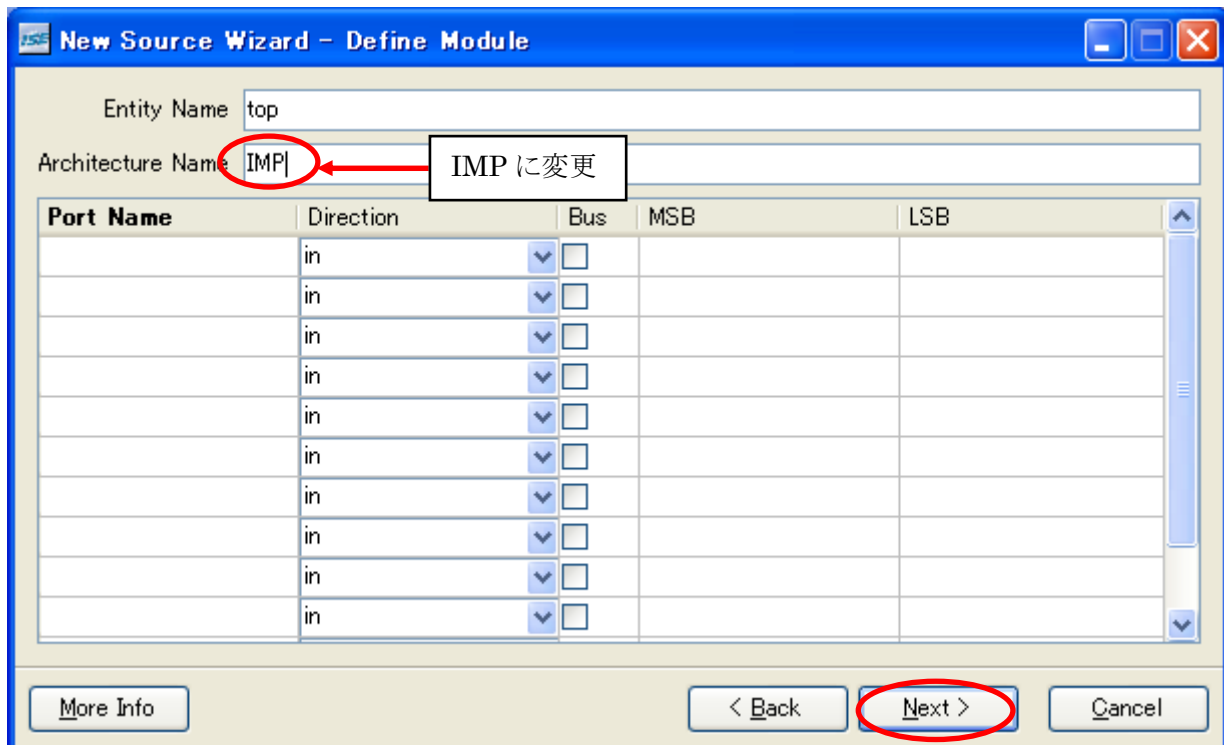 ISE New Source Wizard - Define Module
Entity Name top
Architecture Name IMP
IMP に変更
Port Name Direction Bus MSB LSB
in
in
in
in
in
in
in
in
in
in
More Info < Back Next > Cancel